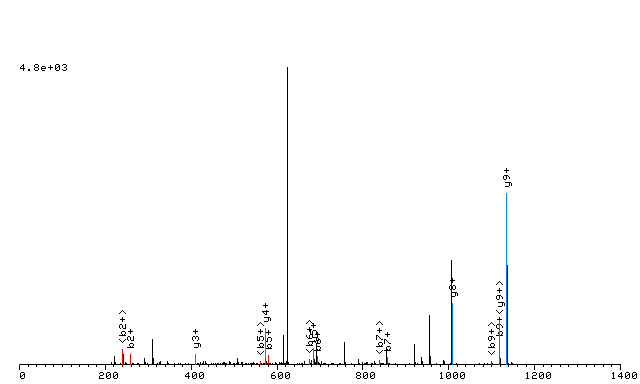 4.8e+03
<b2+>
b2+
y3+
<b5+>
y4+
b5+
<b6+>
b6+
<b7+>
b7+
y8+
<b9+>
b9+
<y9+>
y9+
0 200 400 600 800 1000 1200 1400